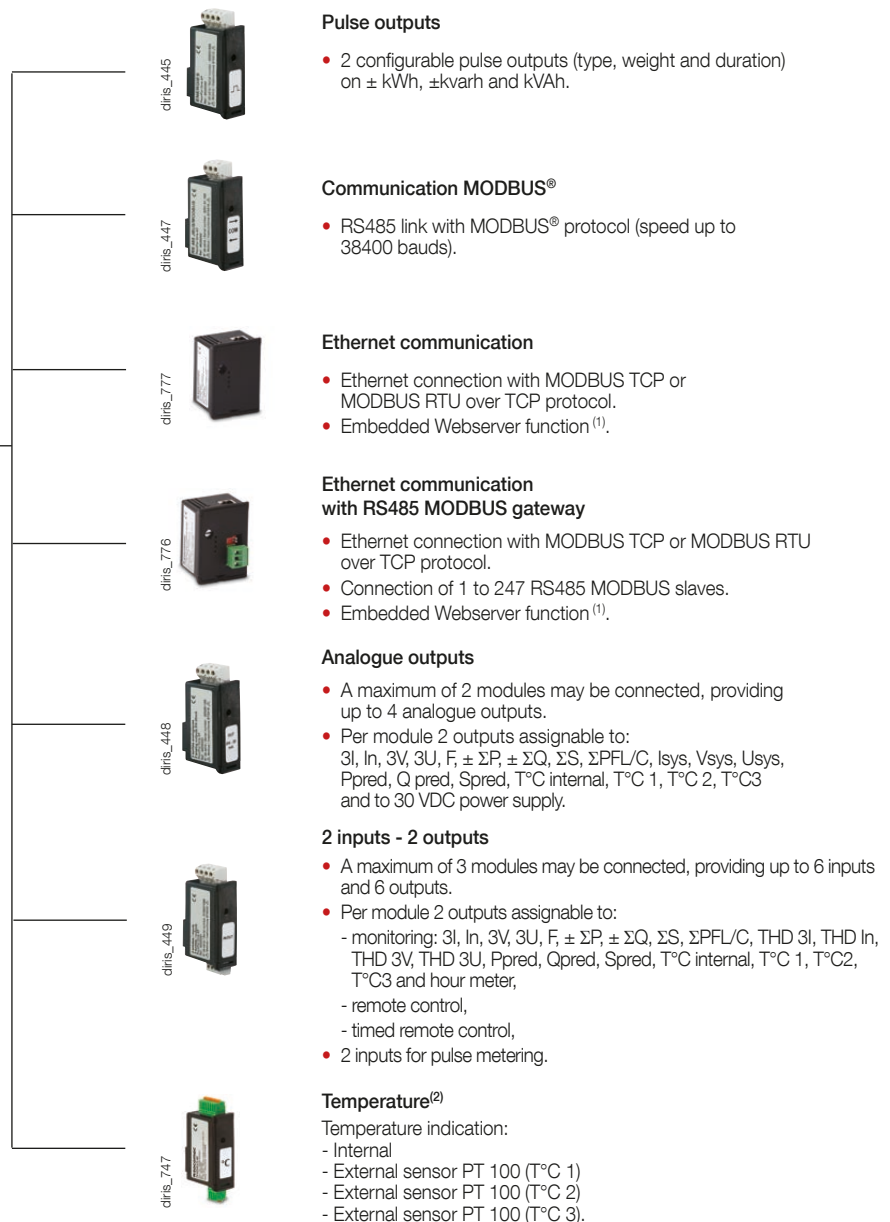 Pulse outputs
• 2 configurable pulse outputs (type, weight and duration)
on ± kWh, ±kvarh and kVAh.
diris_445
Communication MODBUS®
• RS485 link with MODBUS® protocol (speed up to
38400 bauds).
diris_447
COM
Ethernet communication
• Ethernet connection with MODBUS TCP or
MODBUS RTU over TCP protocol.
• Embedded Webserver function (1).
diris_777
Ethernet communication
with RS485 MODBUS gateway
• Ethernet connection with MODBUS TCP or MODBUS RTU
over TCP protocol.
• Connection of 1 to 247 RS485 MODBUS slaves.
• Embedded Webserver function (1).
diris_776
Analogue outputs
• A maximum of 2 modules may be connected, providing
up to 4 analogue outputs.
• Per module 2 outputs assignable to:
3I, In, 3V, 3U, F, ± ΣP, ± ΣQ, ΣS, ΣPFL/C, Isys, Vsys, Usys,
Ppred, Q pred, Spred, T°C internal, T°C 1, T°C 2, T°C3
and to 30 VDC power supply.
diris_448
2 inputs - 2 outputs
• A maximum of 3 modules may be connected, providing up to 6 inputs
and 6 outputs.
• Per module 2 outputs assignable to:
- monitoring: 3I, In, 3V, 3U, F, ± ΣP, ± ΣQ, ΣS, ΣPFL/C, THD 3I, THD In,
THD 3V, THD 3U, Ppred, Qpred, Spred, T°C internal, T°C 1, T°C2,
T°C3 and hour meter,
- remote control,
- timed remote control,
• 2 inputs for pulse metering.
diris_449
Temperature(2)
Temperature indication:
- Internal
- External sensor PT 100 (T°C 1)
- External sensor PT 100 (T°C 2)
- External sensor PT 100 (T°C 3).
diris_747
°C